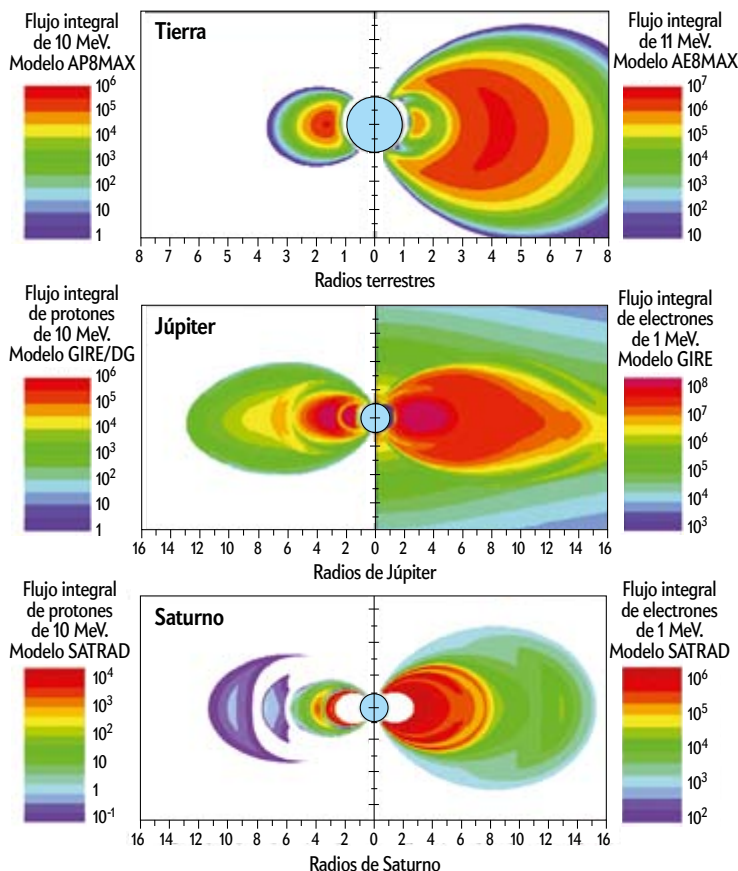 Flujo integral
de 10 MeV.
Modelo AP8MAX
10⁶
10⁵
10⁴
10³
10²
10
1
Tierra
8 7 6 5 4 3 2 1 0 1 2 3 4 5 6 7 8
Radios terrestres
Flujo integral
de 11 MeV.
Modelo AE8MAX
10⁷
10⁶
10⁵
10⁴
10³
10²
10
Flujo integral
de protones
de 10 MeV.
Modelo GIRE/DG
10⁶
10⁵
10⁴
10³
10²
10
1
Júpiter
16 14 12 10 8 6 4 2 0 2 4 6 8 10 12 14 16
Radios de Júpiter
Flujo integral
de electrones
de 1 MeV.
Modelo GIRE
10⁸
10⁷
10⁶
10⁵
10⁴
10³
Flujo integral
de protones
de 10 MeV.
Modelo SATRAD
10⁴
10³
10²
10
1
10⁻¹
Saturno
16 14 12 10 8 6 4 2 0 2 4 6 8 10 12 14 16
Radios de Saturno
Flujo integral
de electrones
de 1 MeV.
Modelo SATRAD
10⁶
10⁵
10⁴
10³
10²